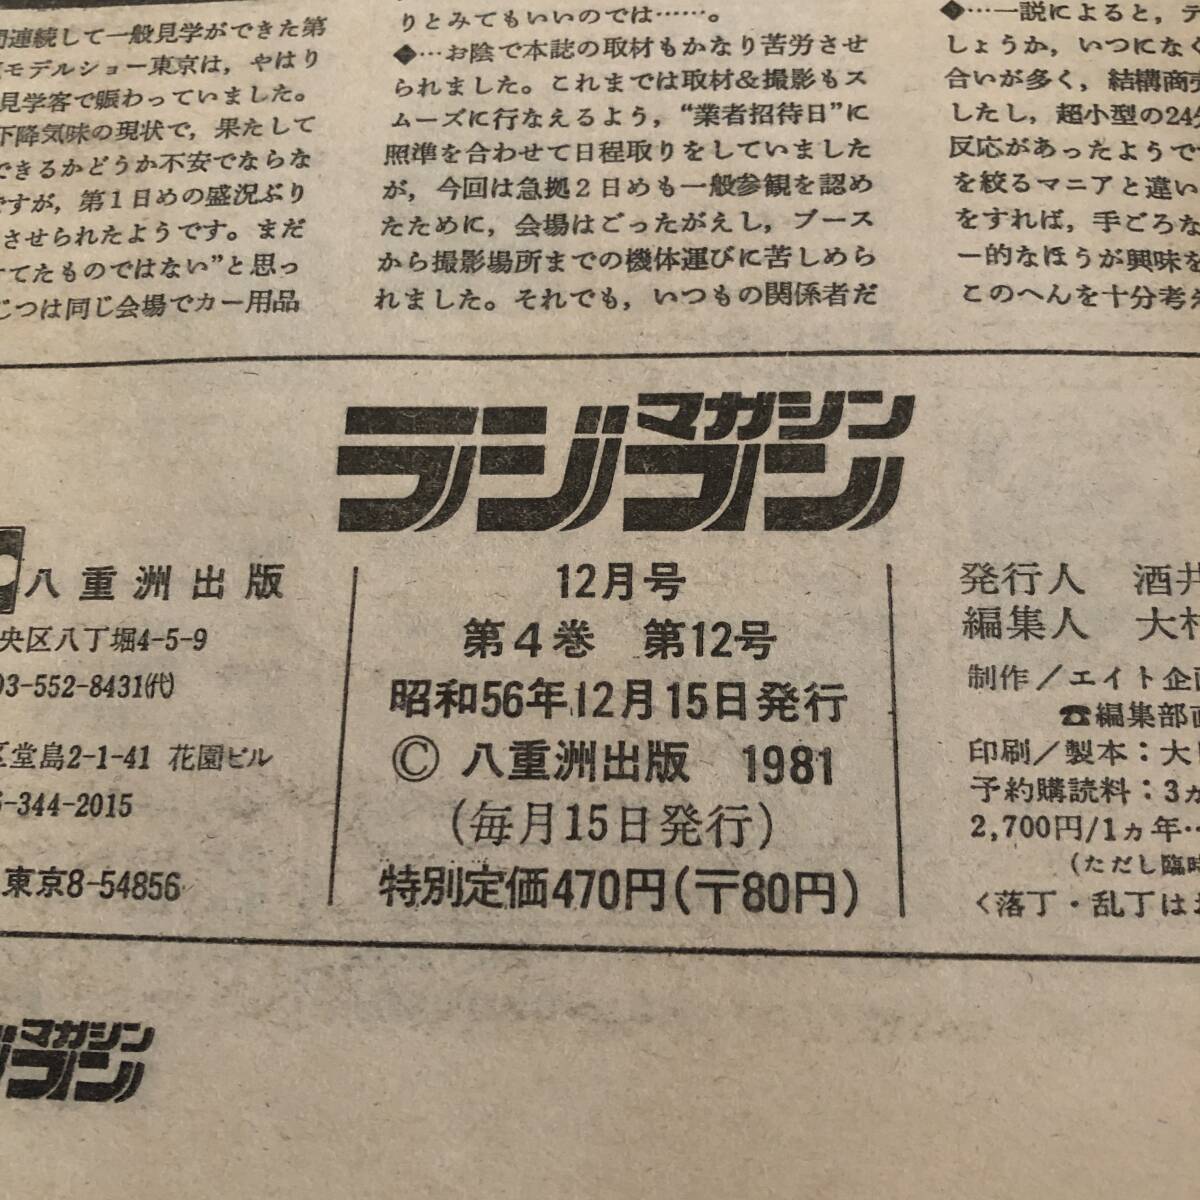 間連続して一般見学ができた第
モデルショー東京は，やはり
見学客で賑わっていました。
下降気味の現状で，果たして
できるかどうか不安でならな
ですが，第１日めの盛況ぶり
させられたようです。まだ
てたものではない”と思っ
じつは同じ会場でカー用品
りとみてもいいのでは……。
◆…お陰で本誌の取材もかなり苦労させ
られました。これまでは取材＆撮影もス
ムーズに行なえるよう，“業者招待日”に
照準を合わせて日程取りをしていました
が，今回は急拠２日めも一般参観を認め
たために，会場はごったがえし，ブース
から撮影場所までの機体運びに苦しめら
れました。それでも，いつもの関係者だ
◆…一説によると，テ
しょうか，いつになく
合いが多く，結構商売
したし，超小型の24分
反応があったようで
を絞るマニアと違い
をすれば，手ごろな
ー的なほうが興味を
このへんを十分考え
ラジコンマガジン
八重洲出版
央区八丁堀4-5-9
03-552-8431(代)
区堂島2-1-41 花園ビル
6-344-2015
東京8-54856
12月号
第４巻　第12号
昭和56年12月15日発行
© 八重洲出版　1981
（毎月15日発行）
特別定価470円（〒80円）
発行人　酒井
編集人　大村
制作／エイト企画
☎編集部直
印刷／製本：大日
予約購読料：3ヵ
2,700円/1ヵ年…
（ただし臨時
＜落丁・乱丁はお
ジコンマガジン